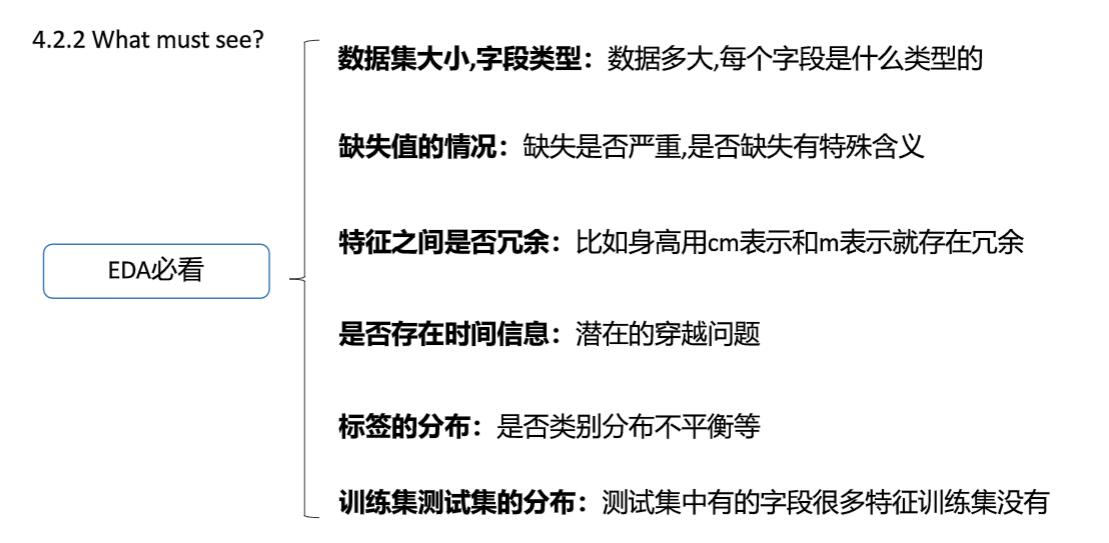 4.2.2 What must see?
数据集大小,字段类型：数据多大,每个字段是什么类型的
缺失值的情况：缺失是否严重,是否缺失有特殊含义
特征之间是否冗余：比如身高用cm表示和m表示就存在冗余
EDA必看
是否存在时间信息：潜在的穿越问题
标签的分布：是否类别分布不平衡等
训练集测试集的分布：测试集中有的字段很多特征训练集没有